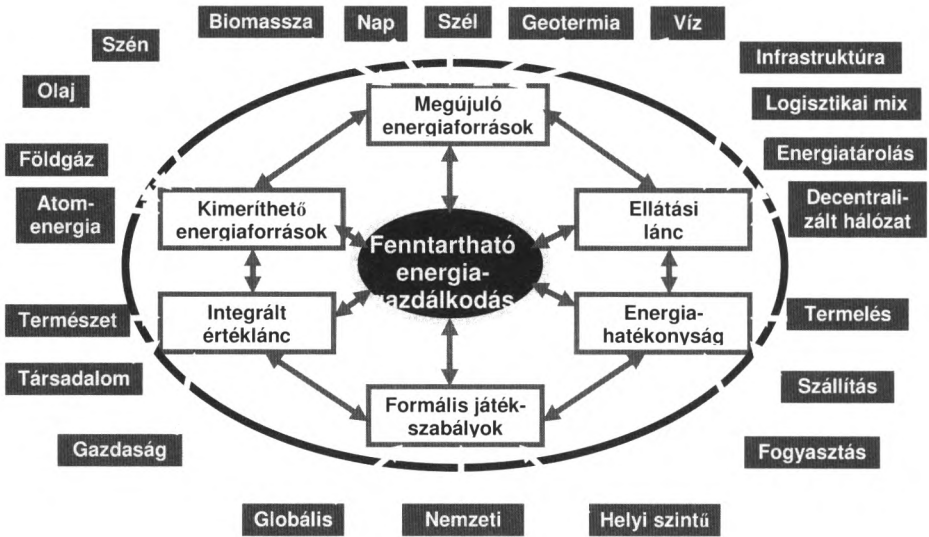 Biomassza
Nap
Szél
Geotermia
Víz
Szén
Infrastruktúra
Olaj
Logisztikai mix
Megújuló
energiaforrások
Földgáz
Energiatárolás
Atom-
energia
Kimeríthető
energiaforrások
Ellátási
lánc
Decentrali-
zált hálózat
Fenntartható
energia-
gazdálkodás
Természet
Integrált
értéklánc
Energia-
hatékonyság
Termelés
Társadalom
Szállítás
Formális játék-
szabályok
Gazdaság
Fogyasztás
Globális
Nemzeti
Helyi szintű